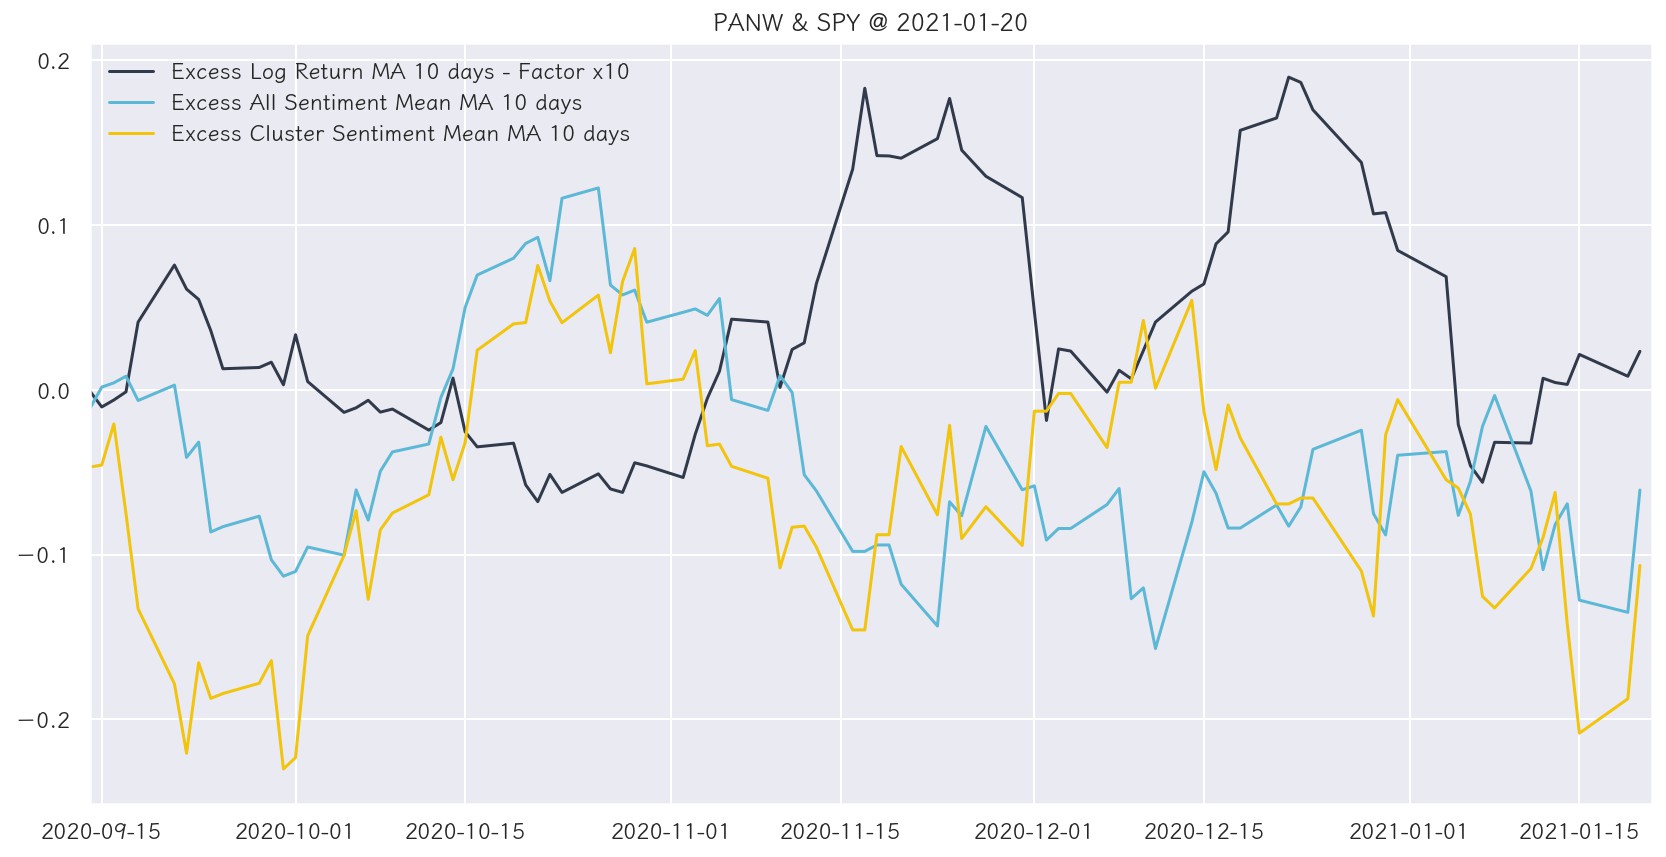 PANW & SPY @ 2021-01-20
0.2
0.1
0.0
−0.1
−0.2
Excess Log Return MA 10 days - Factor x10
Excess All Sentiment Mean MA 10 days
Excess Cluster Sentiment Mean MA 10 days
2020-09-15 2020-10-01 2020-10-15 2020-11-01 2020-11-15 2020-12-01 2020-12-15 2021-01-01 2021-01-15